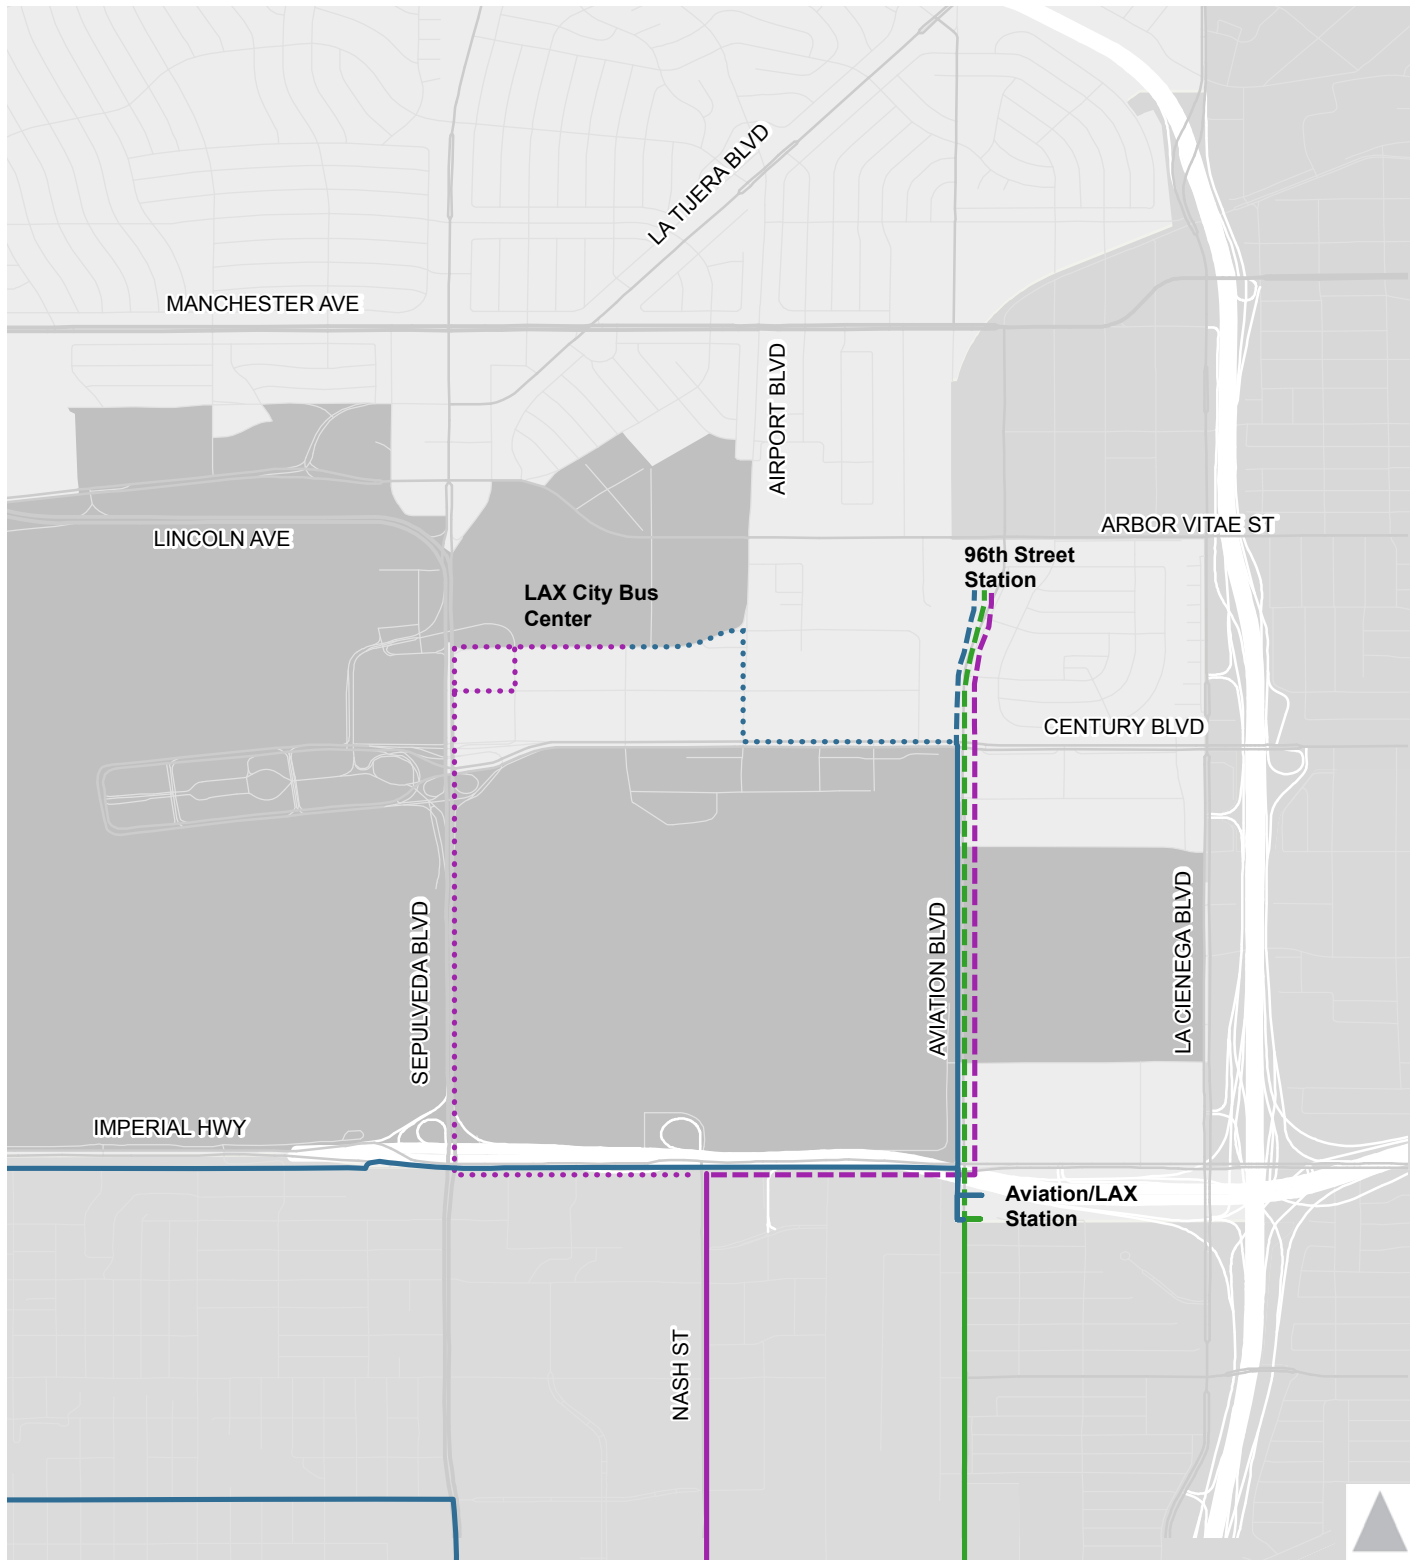 LA TIJERA BLVD
MANCHESTER AVE
AIRPORT BLVD
ARBOR VITAE ST
LINCOLN AVE
96th Street
Station
LAX City Bus
Center
CENTURY BLVD
SEPULVEDA BLVD
AVIATION BLVD
LA CIENEGA BLVD
IMPERIAL HWY
Aviation/LAX
Station
NASH ST